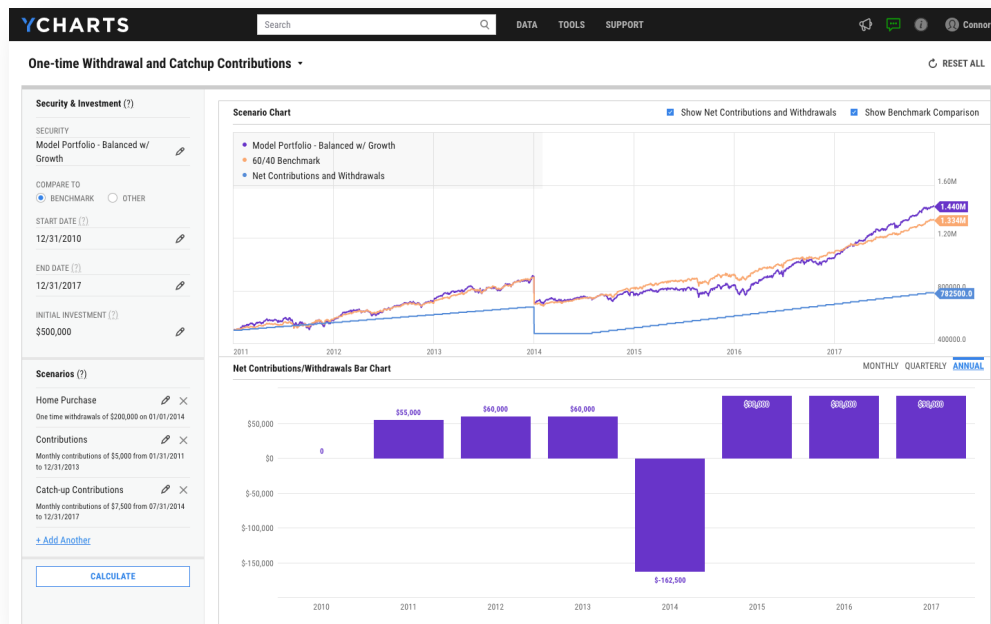 YCHARTS
Search
DATA TOOLS SUPPORT
Connor
One-time Withdrawal and Catchup Contributions
RESET ALL
Security & Investment (?)
SECURITY
Model Portfolio - Balanced w/
Growth
COMPARE TO
BENCHMARK OTHER
START DATE (?)
12/31/2010
END DATE (?)
12/31/2017
INITIAL INVESTMENT (?)
$500,000
Scenarios (?)
Home Purchase
One time withdrawals of $200,000 on 01/01/2014
Contributions
Monthly contributions of $5,000 from 01/31/2011
to 12/31/2013
Catch-up Contributions
Monthly contributions of $7,500 from 07/31/2014
to 12/31/2017
+ Add Another
CALCULATE
Scenario Chart
Show Net Contributions and Withdrawals Show Benchmark Comparison
Model Portfolio - Balanced w/ Growth
60/40 Benchmark
Net Contributions and Withdrawals
1.60M
1.440M
1.334M
1.20M
800000.0
782500.0
400000.0
2011 2012 2013 2014 2015 2016 2017
Net Contributions/Withdrawals Bar Chart
MONTHLY QUARTERLY ANNUAL
$50,000
$0
$-50,000
$-100,000
$-150,000
0 $55,000 $60,000 $60,000 $-162,500 $90,000 $90,000 $90,000
2010 2011 2012 2013 2014 2015 2016 2017